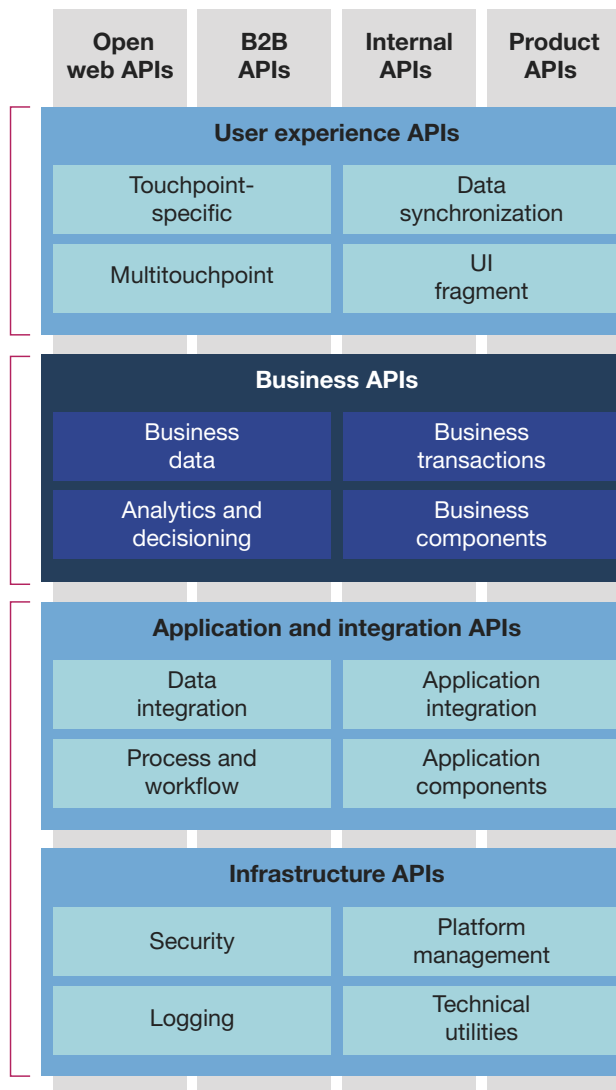 Open
web APIs
B2B
APIs
Internal
APIs
Product
APIs
User experience APIs
Touchpoint-
specific
Data
synchronization
Multitouchpoint
UI
fragment
Business APIs
Business
data
Business
transactions
Analytics and
decisioning
Business
components
Application and integration APIs
Data
integration
Application
integration
Process and
workflow
Application
components
Infrastructure APIs
Security
Platform
management
Logging
Technical
utilities